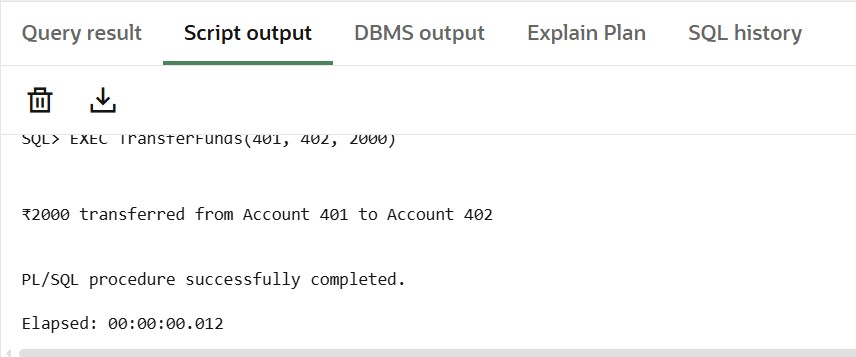 Query result Script output DBMS output Explain Plan SQL history
SQL> EXEC TransferFunds(401, 402, 2000)
₹2000 transferred from Account 401 to Account 402
PL/SQL procedure successfully completed.
Elapsed: 00:00:00.012